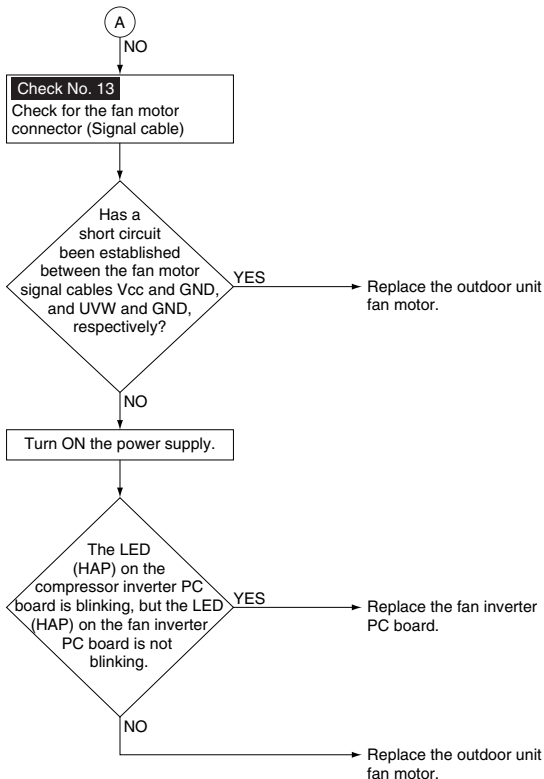 A
NO
Check No. 13
Check for the fan motor
connector (Signal cable)
Has a
short circuit
been established
between the fan motor
signal cables Vcc and GND,
and UVW and GND,
respectively?
YES
Replace the outdoor unit
fan motor.
NO
Turn ON the power supply.
The LED
(HAP) on the
compressor inverter PC
board is blinking, but the LED
(HAP) on the fan inverter
PC board is not
blinking.
YES
Replace the fan inverter
PC board.
NO
Replace the outdoor unit
fan motor.